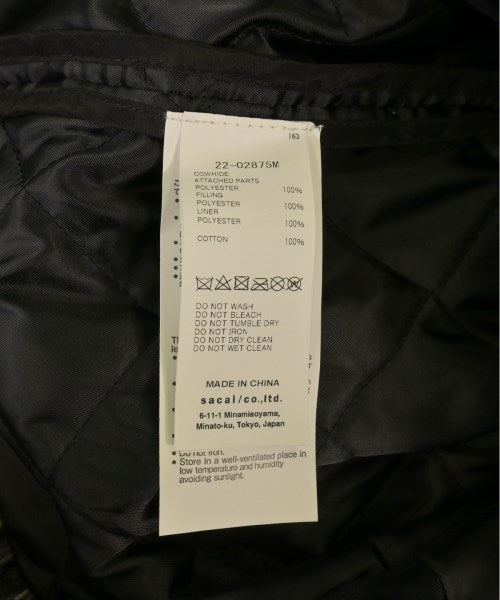 163
22-02875M
COWHIDE
ATTACHED PARTS
POLYESTER 100%
FILLING
POLYESTER 100%
LINER
POLYESTER 100%
COTTON 100%
DO NOT WASH
DO NOT BLEACH
DO NOT TUMBLE DRY
DO NOT IRON
DO NOT DRY CLEAN
DO NOT WET CLEAN
MADE IN CHINA
sacai/co.,ltd.
6-11-1 Minamiaoyama,
Minato-ku, Tokyo, Japan
• Do not iron.
• Store in a well-ventilated place in
low temperature and humidity
avoiding sunlight.